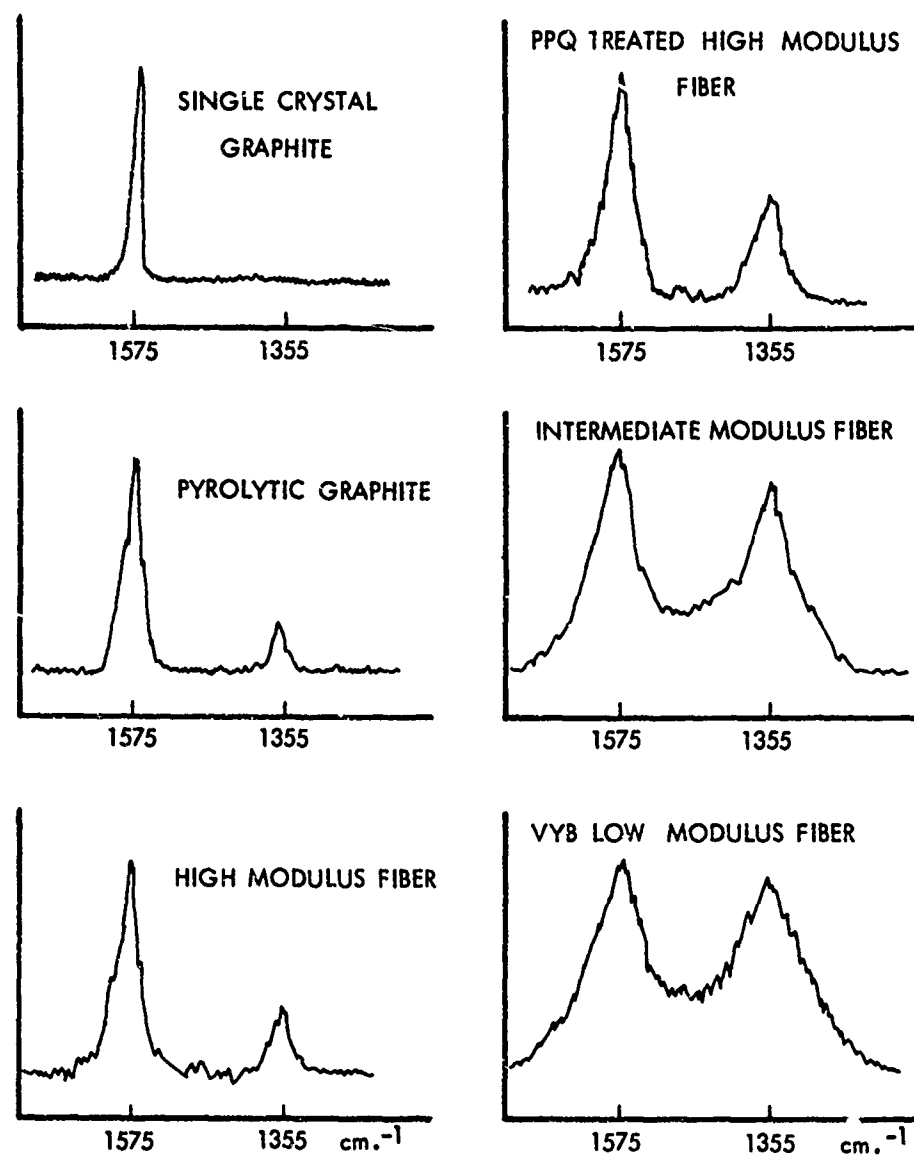 SINGLE CRYSTAL
GRAPHITE
1575 1355
PPQ TREATED HIGH MODULUS
FIBER
1575 1355
PYROLYTIC GRAPHITE
1575 1355
INTERMEDIATE MODULUS FIBER
1575 1355
HIGH MODULUS FIBER
1575 1355 cm.-1
VYB LOW MODULUS FIBER
1575 1355 cm.-1